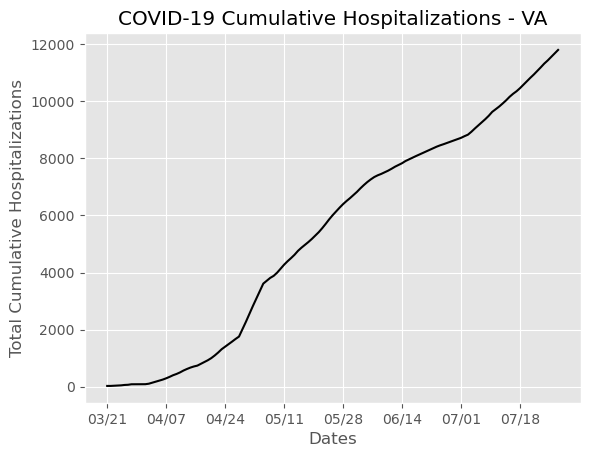 COVID-19 Cumulative Hospitalizations - VA
Total Cumulative Hospitalizations
12000
10000
8000
6000
4000
2000
0
03/21 04/07 04/24 05/11 05/28 06/14 07/01 07/18
Dates